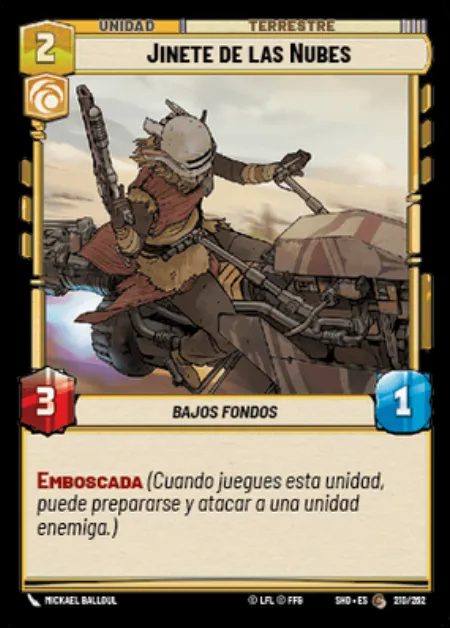 UNIDAD TERRESTRE
2 JINETE DE LAS NUBES
3 BAJOS FONDOS 1
EMBOSCADA (Cuando juegues esta unidad,
puede prepararse y atacar a una unidad
enemiga.)
MICKAEL BALLOUL © LFL © FFG SHD • ES C 210/262